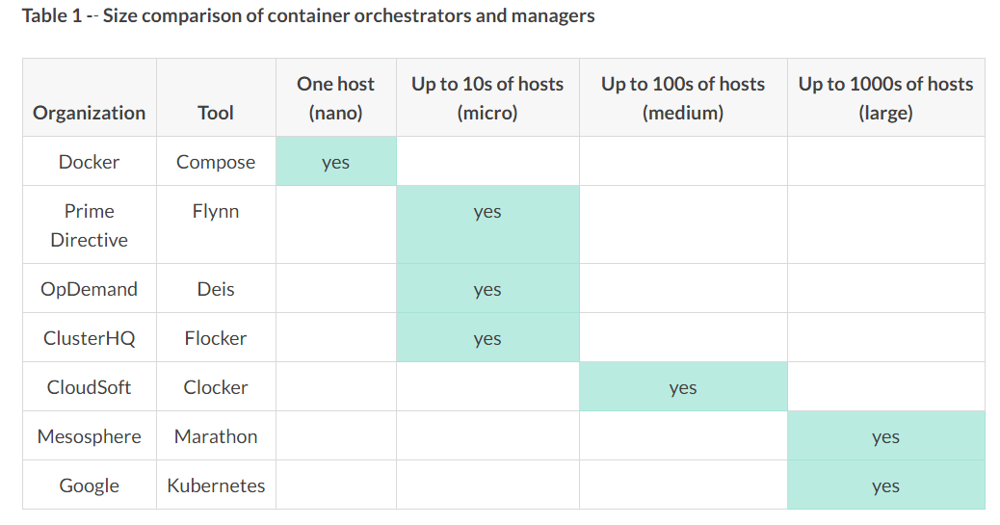 Table 1 -- Size comparison of container orchestrators and managers
Organization Tool One host (nano) Up to 10s of hosts (micro) Up to 100s of hosts (medium) Up to 1000s of hosts (large)
Docker Compose yes
Prime Directive Flynn yes
OpDemand Deis yes
ClusterHQ Flocker yes
CloudSoft Clocker yes
Mesosphere Marathon yes
Google Kubernetes yes